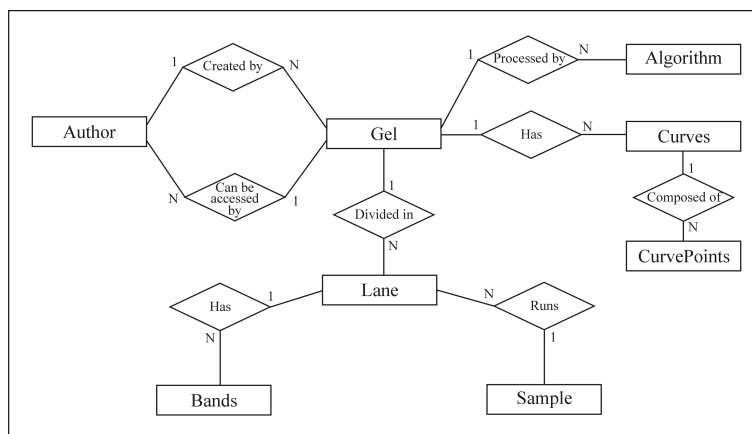 1
Created by
N
1
Processed by
N
Algorithm
Author
Gel
1
Has
N
Curves
N
Can be
accessed
by
1
1
Divided in
N
1
Composed of
N
CurvePoints
Lane
Has
1
N
N
Runs
1
Bands
Sample